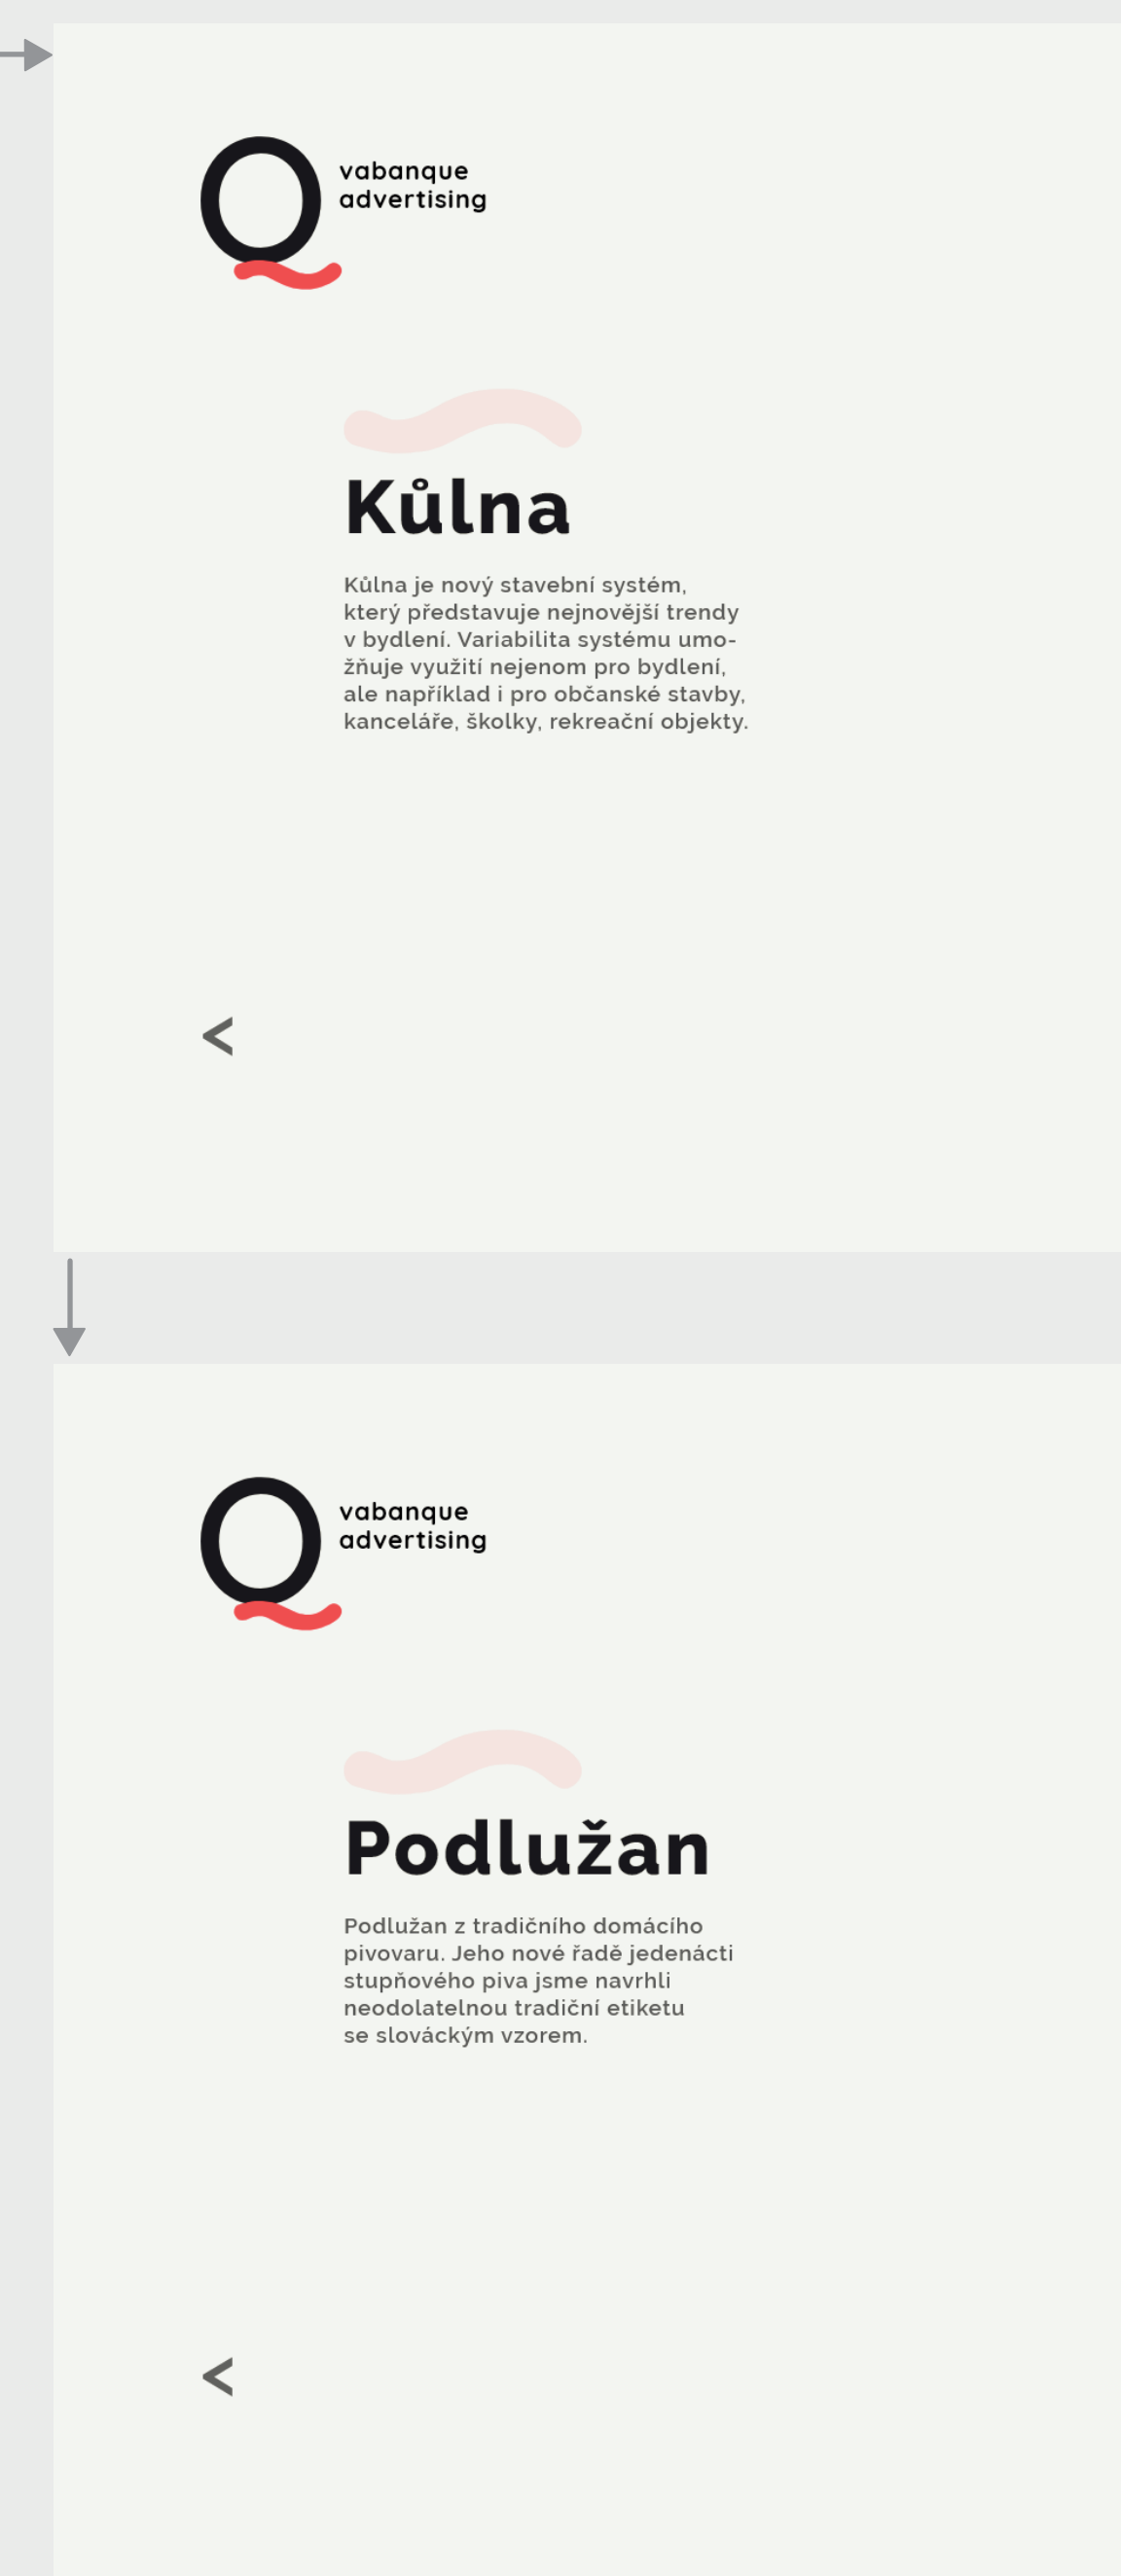 vabanque
advertising
Kůlna
Kůlna je nový stavební systém,
který představuje nejnovější trendy
v bydlení. Variabilita systému umo-
žňuje využití nejenom pro bydlení,
ale například i pro občanské stavby,
kanceláře, školky, rekreační objekty.
<
vabanque
advertising
Podlužan
Podlužan z tradičního domácího
pivovaru. Jeho nové řadě jedenácti
stupňového piva jsme navrhli
neodolatelnou tradiční etiketu
se slováckým vzorem.
<